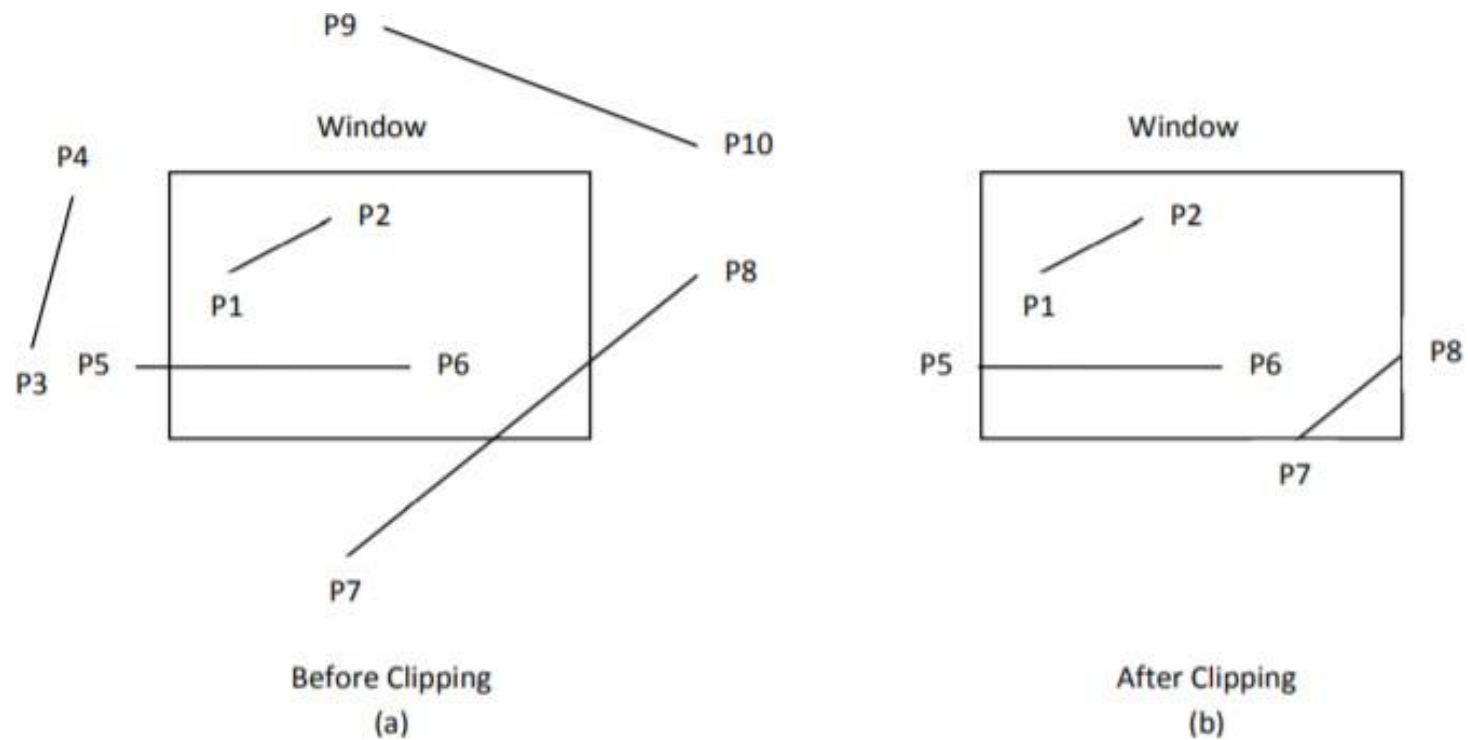 P9
Window
P10
P4
P2
P8
P1
P5
P6
P3
P7
Before Clipping
(a)
Window
P2
P1
P5
P6
P8
P7
After Clipping
(b)